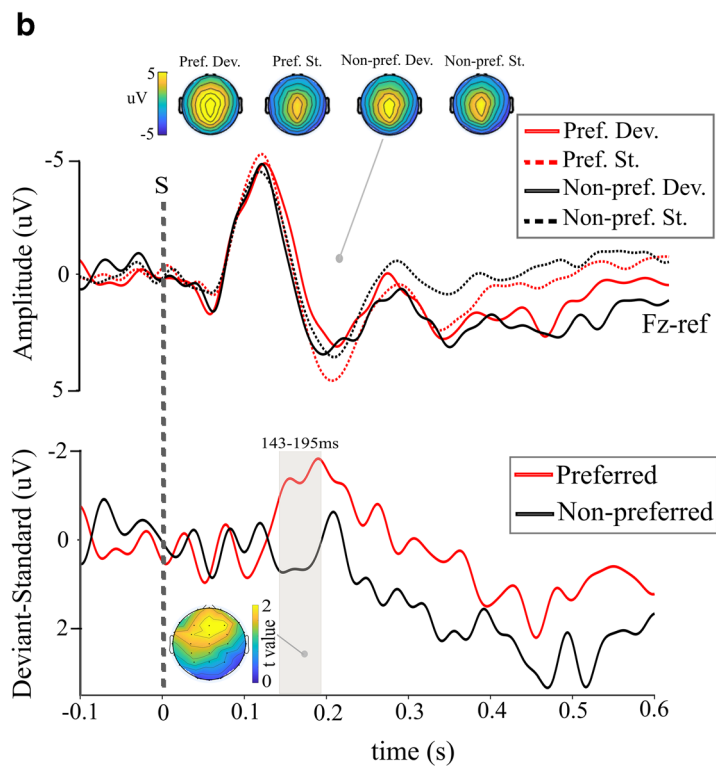 b
Pref. Dev.
Pref. St.
Non-pref. Dev.
Non-pref. St.
5
uV
-5
Pref. Dev.
Pref. St.
Non-pref. Dev.
Non-pref. St.
-5
0
5
Amplitude (uV)
S
Fz-ref
143-195ms
Preferred
Non-preferred
-2
0
2
Deviant-Standard (uV)
2
t value
0
-0.1
0
0.1
0.2
0.3
0.4
0.5
0.6
time (s)